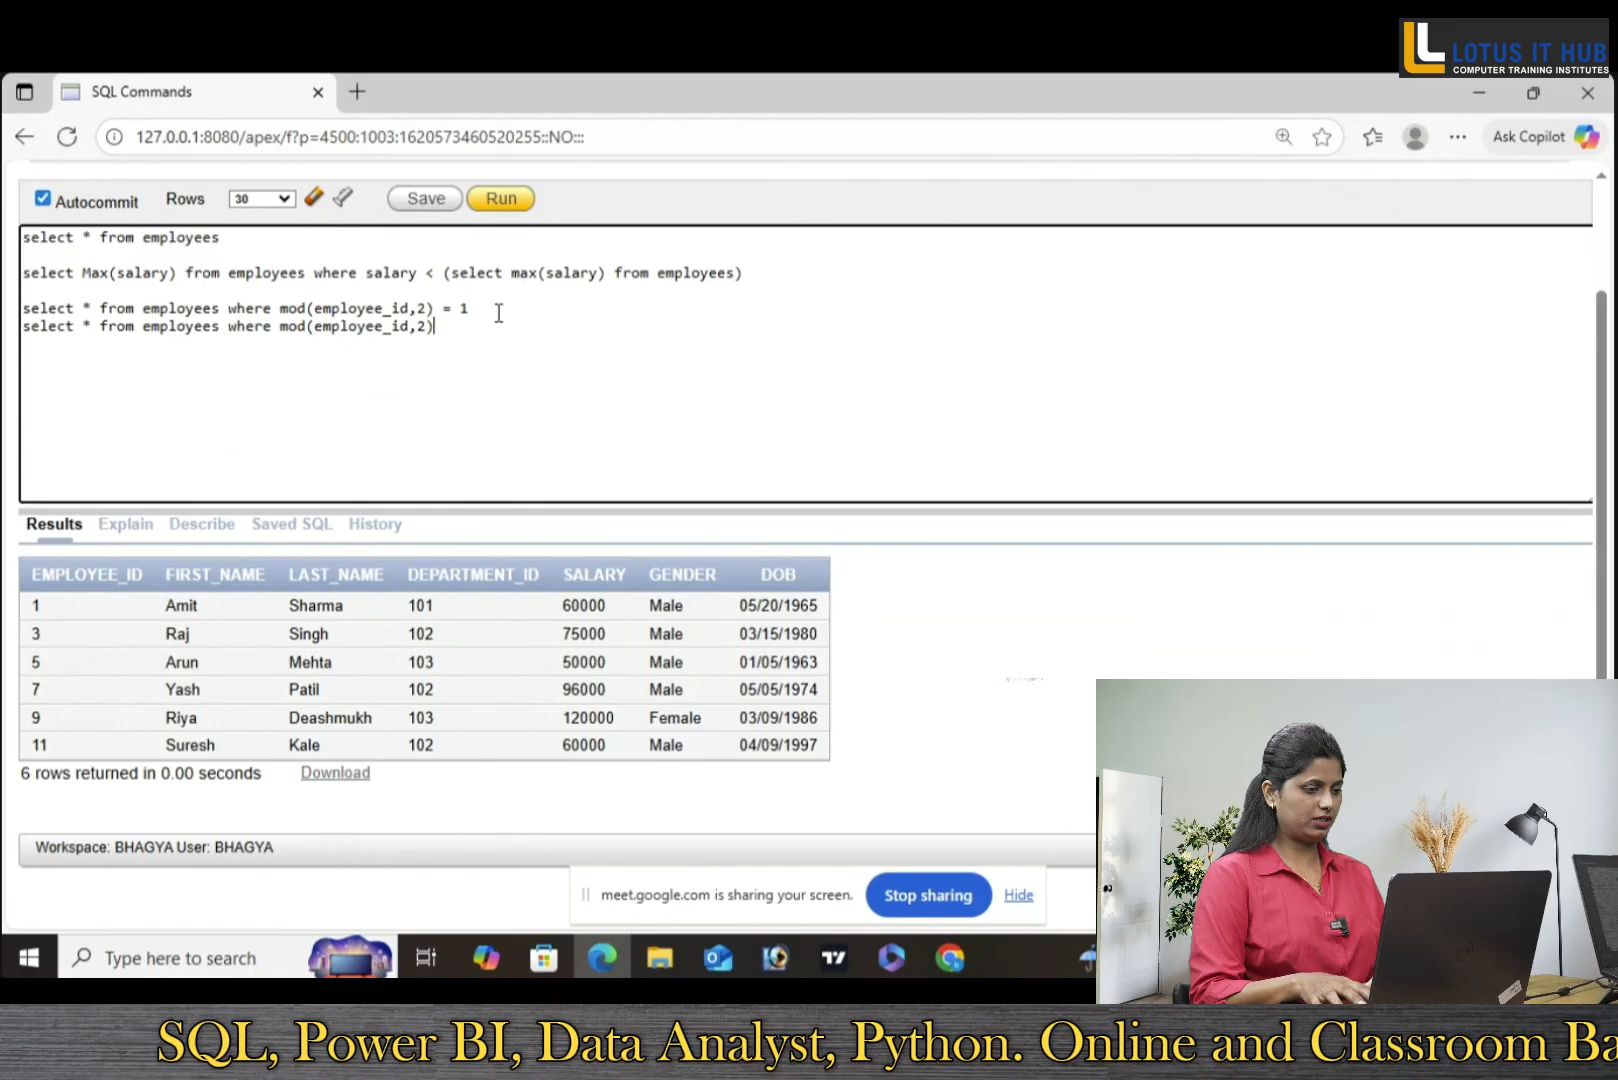 LOTUS IT HUB
COMPUTER TRAINING INSTITUTES
SQL Commands
127.0.0.1:8080/apex/f?p=4500:1003:1620573460520255::NO:::
Ask Copilot
Autocommit Rows 30 Save Run
select * from employees
select Max(salary) from employees where salary < (select max(salary) from employees)
select * from employees where mod(employee_id,2) = 1
select * from employees where mod(employee_id,2)
Results Explain Describe Saved SQL History
EMPLOYEE_ID FIRST_NAME LAST_NAME DEPARTMENT_ID SALARY GENDER DOB
1 Amit Sharma 101 60000 Male 05/20/1965
3 Raj Singh 102 75000 Male 03/15/1980
5 Arun Mehta 103 50000 Male 01/05/1963
7 Yash Patil 102 96000 Male 05/05/1974
9 Riya Deashmukh 103 120000 Female 03/09/1986
11 Suresh Kale 102 60000 Male 04/09/1997
6 rows returned in 0.00 seconds Download
Workspace: BHAGYA User: BHAGYA
meet.google.com is sharing your screen. Stop sharing Hide
Type here to search
SQL, Power BI, Data Analyst, Python. Online and Classroom Ba